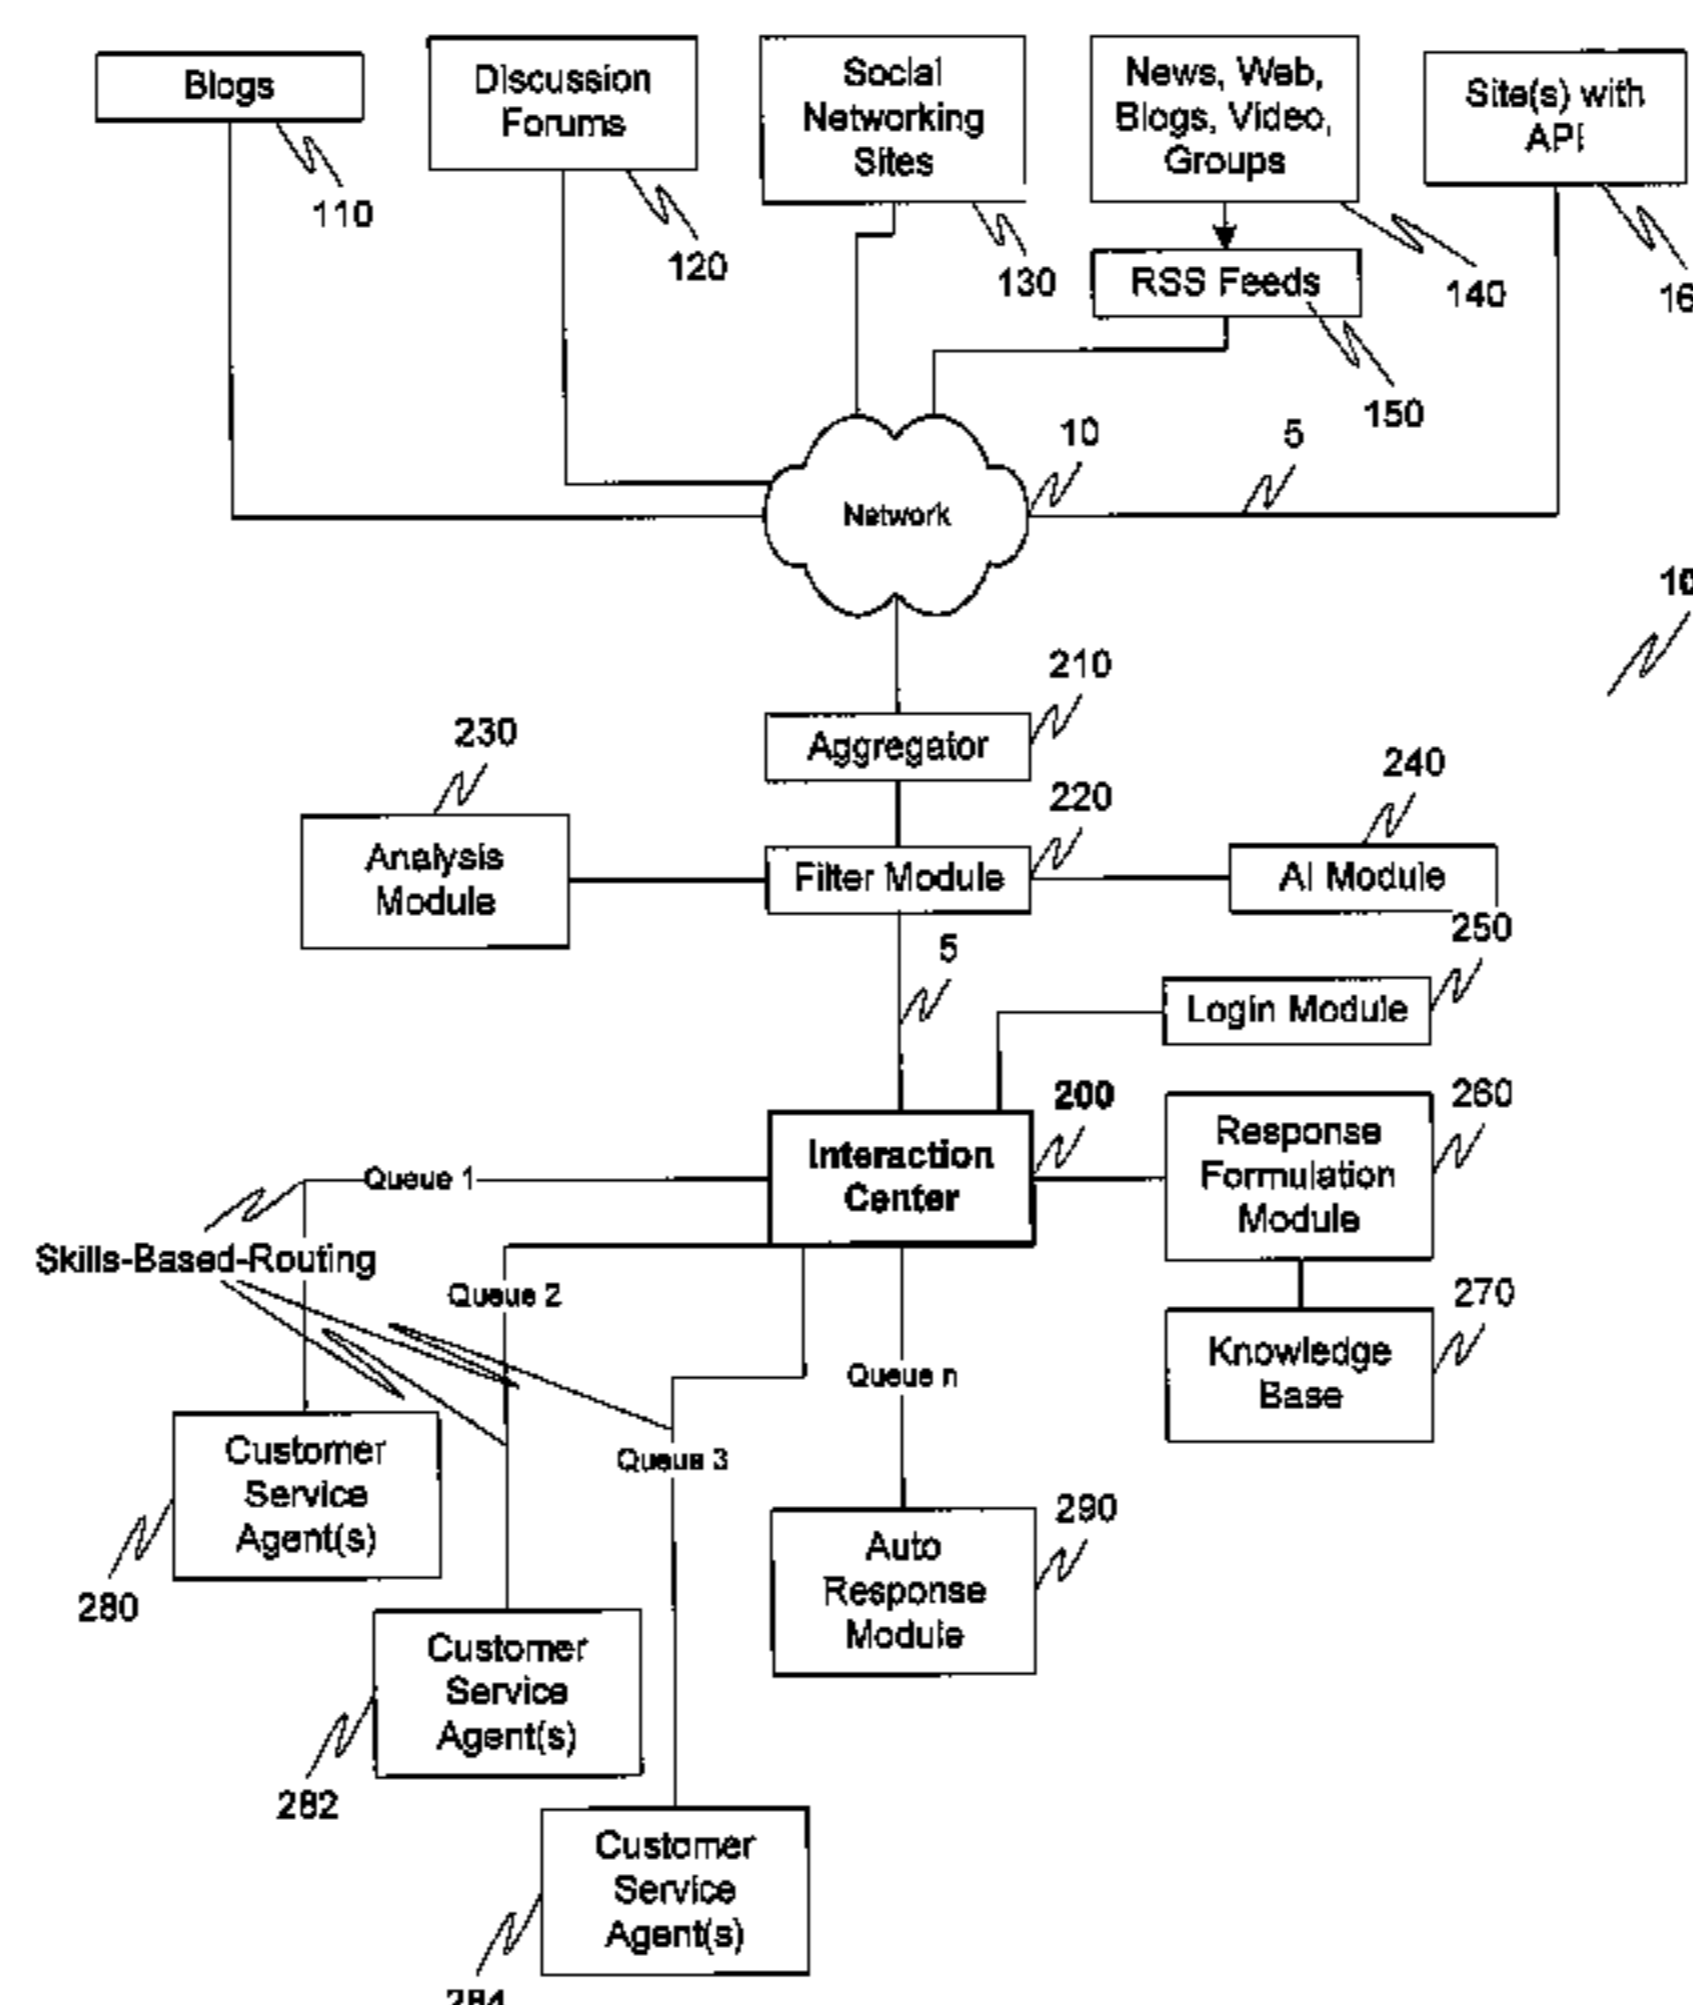 Blogs
110
Discussion
Forums
120
Social
Networking
Sites
130
News, Web,
Blogs, Video,
Groups
140
RSS Feeds
150
Site(s) with
API
16
Network
10
5
10
Aggregator
210
230
Analysis
Module
Filter Module
220
240
AI Module
250
5
Login Module
Interaction
Center
200
Response
Formulation
Module
260
Knowledge
Base
270
Queue 1
Skills-Based-Routing
Queue 2
Queue 3
Queue n
Customer
Service
Agent(s)
280
Customer
Service
Agent(s)
282
Customer
Service
Agent(s)
284
Auto
Response
Module
290